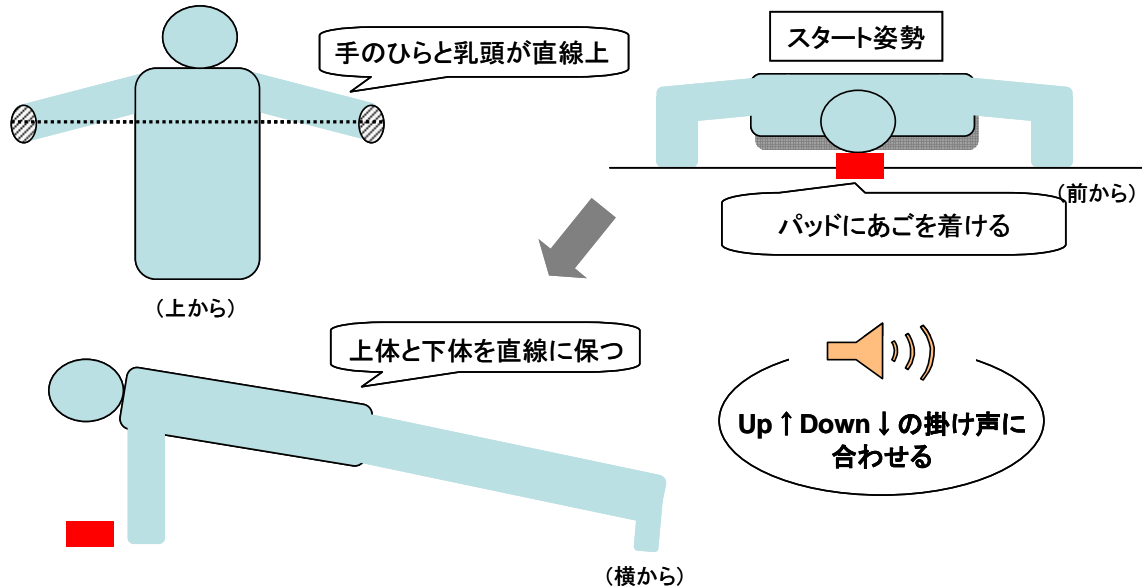 手のひらと乳頭が直線上
スタート姿勢
(前から)
パッドにあごを着ける
(上から)
上体と下体を直線に保つ
Up↑Down↓の掛け声に
合わせる
(横から)